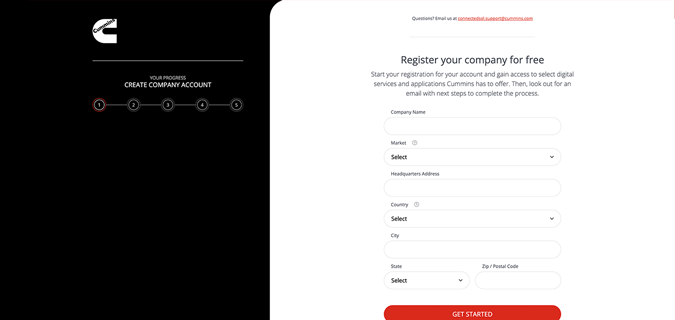 Cummins
YOUR PROGRESS
CREATE COMPANY ACCOUNT
1 2 3 4 5
Questions? Email us at connectedsol.support@cummins.com
Register your company for free
Start your registration for your account and gain access to select digital
services and applications Cummins has to offer. Then, look out for an
email with next steps to complete the process.
Company Name
Market ?
Select
Headquarters Address
Country ?
Select
City
State Zip / Postal Code
Select
GET STARTED